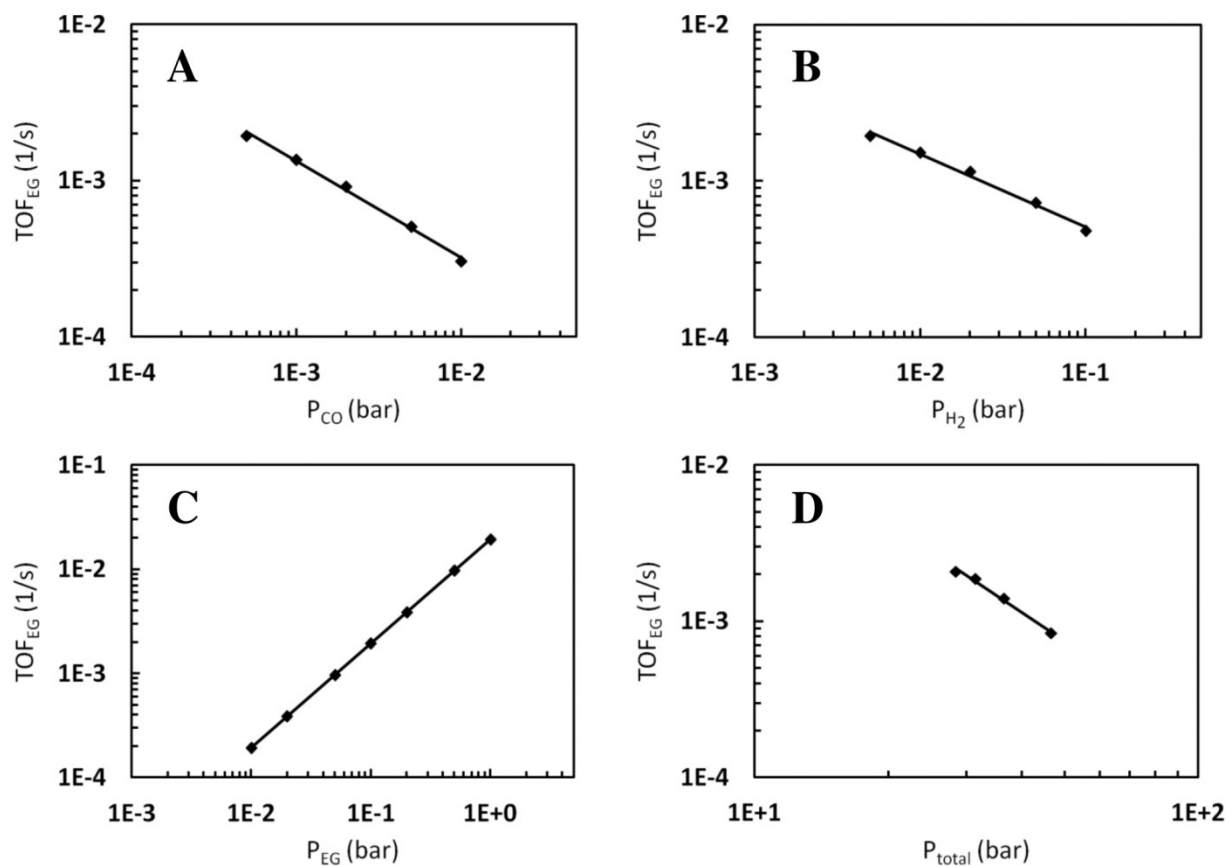 A
1E-2
1E-3
1E-4
TOF_EG (1/s)
1E-4 1E-3 1E-2
P_CO (bar)
B
1E-2
1E-3
1E-4
TOF_EG (1/s)
1E-3 1E-2 1E-1
P_H2 (bar)
C
1E-1
1E-2
1E-3
1E-4
TOF_EG (1/s)
1E-3 1E-2 1E-1 1E+0
P_EG (bar)
D
1E-2
1E-3
1E-4
TOF_EG (1/s)
1E+1 1E+2
P_total (bar)